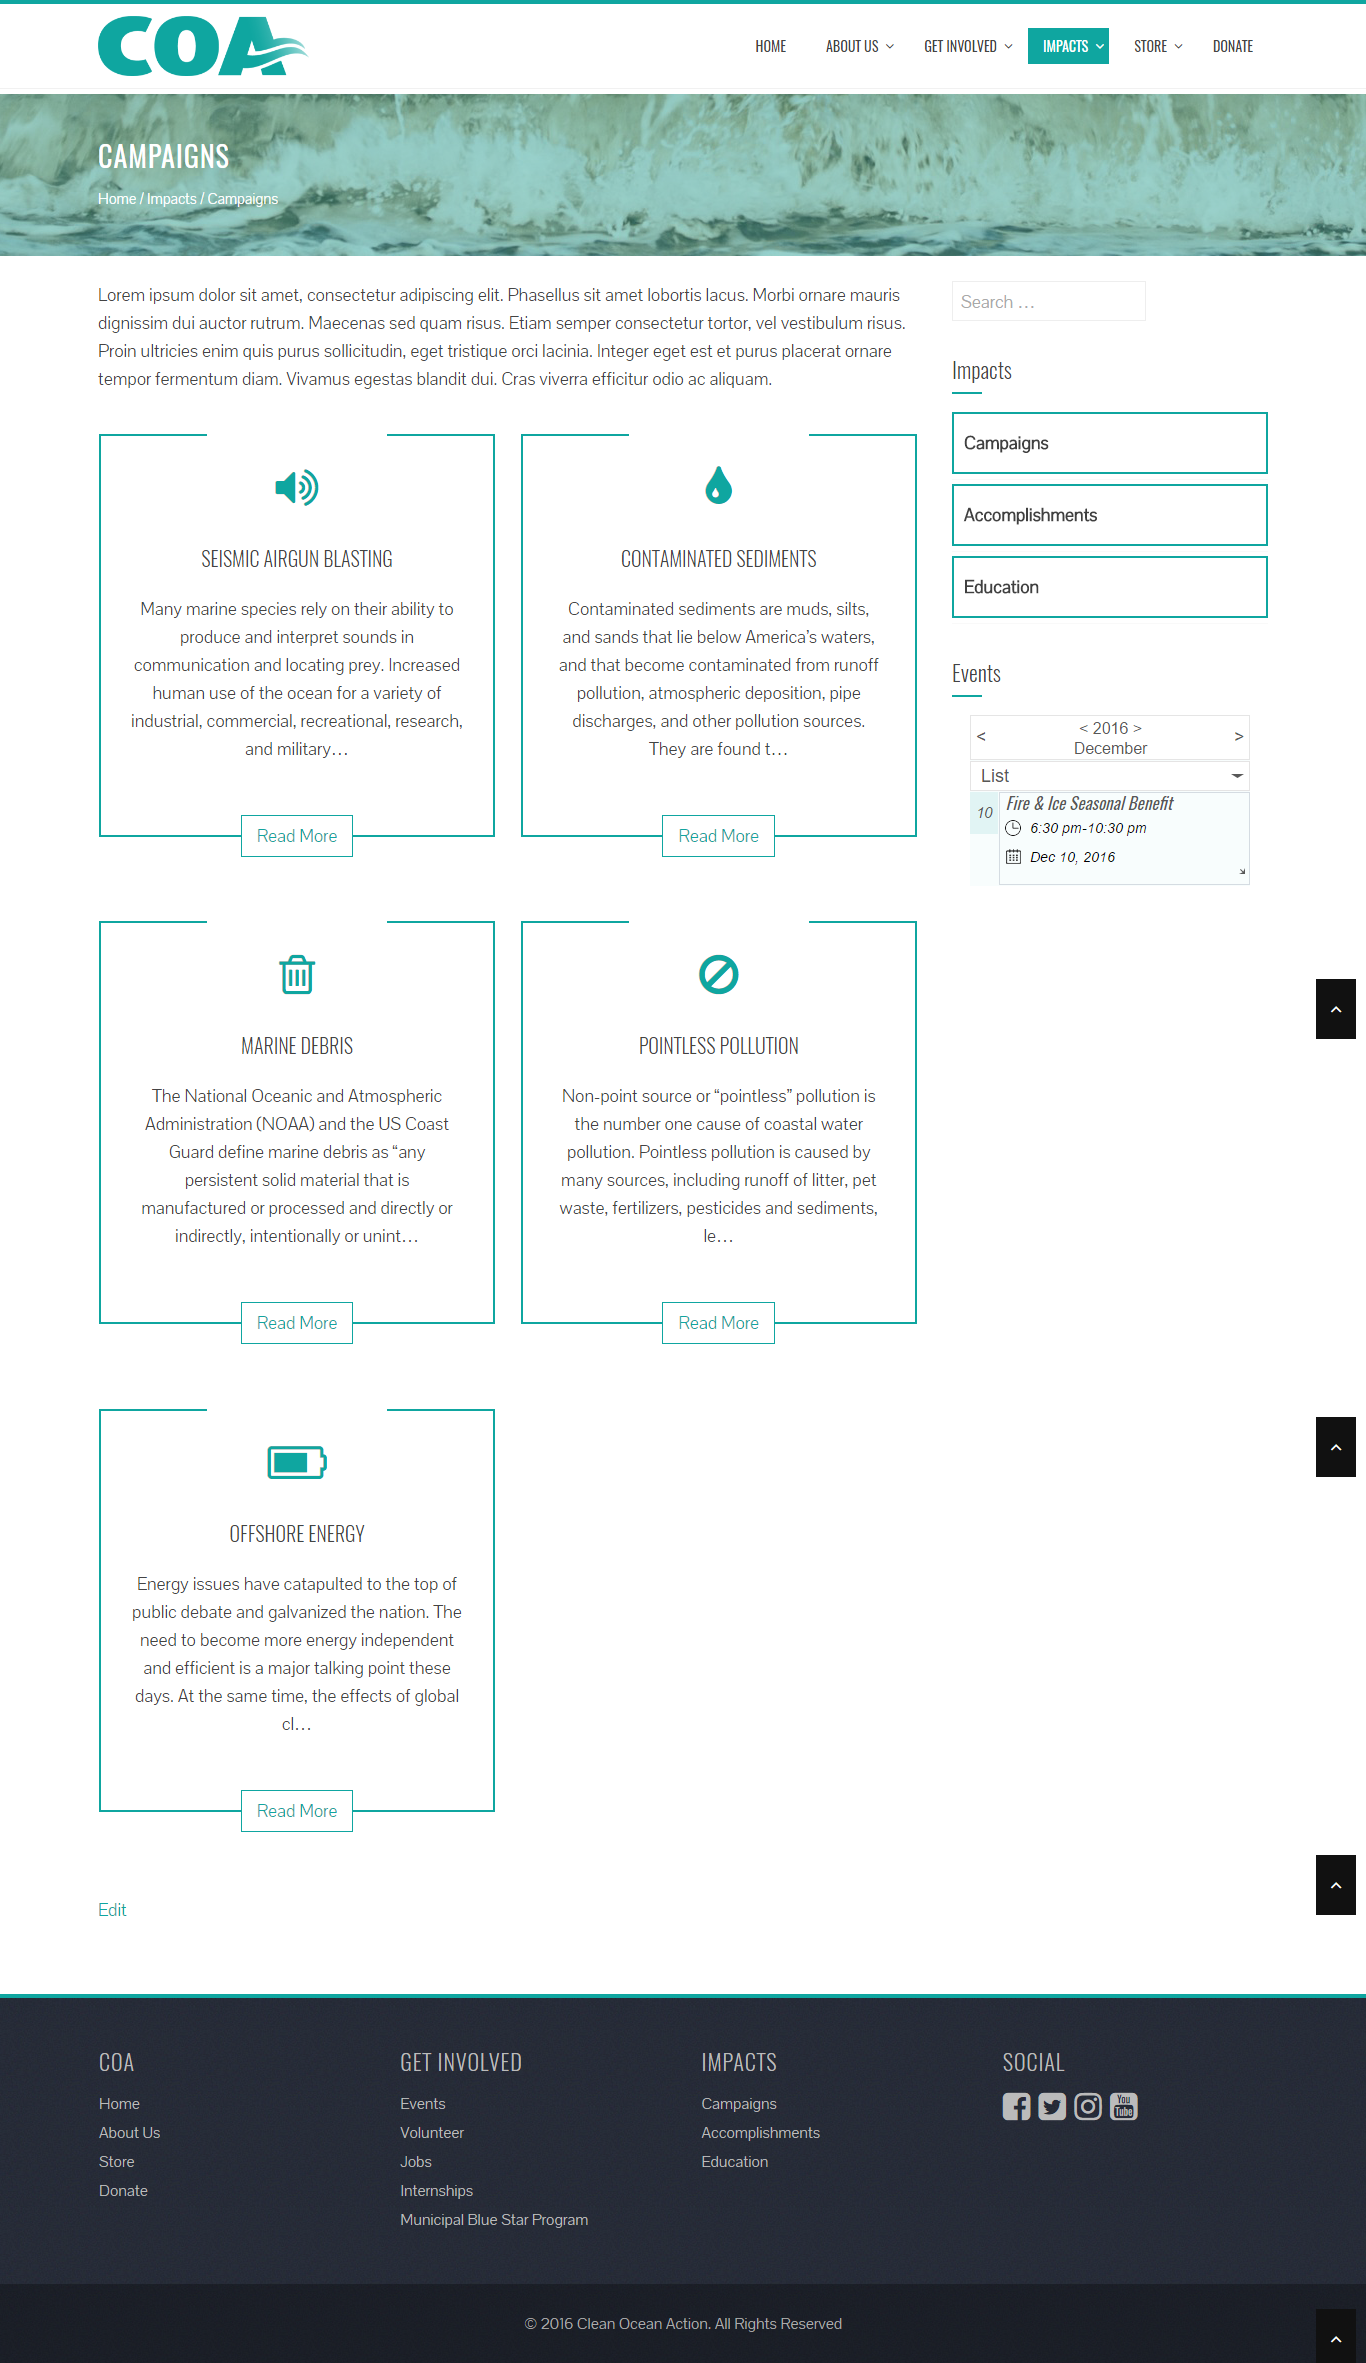 COA
HOME ABOUT US GET INVOLVED IMPACTS STORE DONATE
CAMPAIGNS
Home / Impacts / Campaigns
Lorem ipsum dolor sit amet, consectetur adipiscing elit. Phasellus sit amet lobortis lacus. Morbi ornare mauris
dignissim dui auctor rutrum. Maecenas sed quam risus. Etiam semper consectetur tortor, vel vestibulum risus.
Proin ultricies enim quis purus sollicitudin, eget tristique orci lacinia. Integer eget est et purus placerat ornare
tempor fermentum diam. Vivamus egestas blandit dui. Cras viverra efficitur odio ac aliquam.
SEISMIC AIRGUN BLASTING
Many marine species rely on their ability to
produce and interpret sounds in
communication and locating prey. Increased
human use of the ocean for a variety of
industrial, commercial, recreational, research,
and military…
Read More
CONTAMINATED SEDIMENTS
Contaminated sediments are muds, silts,
and sands that lie below America’s waters,
and that become contaminated from runoff
pollution, atmospheric deposition, pipe
discharges, and other pollution sources.
They are found t…
Read More
MARINE DEBRIS
The National Oceanic and Atmospheric
Administration (NOAA) and the US Coast
Guard define marine debris as “any
persistent solid material that is
manufactured or processed and directly or
indirectly, intentionally or unint…
Read More
POINTLESS POLLUTION
Non-point source or “pointless” pollution is
the number one cause of coastal water
pollution. Pointless pollution is caused by
many sources, including runoff of litter, pet
waste, fertilizers, pesticides and sediments,
le…
Read More
OFFSHORE ENERGY
Energy issues have catapulted to the top of
public debate and galvanized the nation. The
need to become more energy independent
and efficient is a major talking point these
days. At the same time, the effects of global
cl…
Read More
Edit
Search …
Impacts
Campaigns
Accomplishments
Education
Events
< 2016 >
< December >
List
10 Fire & Ice Seasonal Benefit
6:30 pm-10:30 pm
Dec 10, 2016
COA
Home
About Us
Store
Donate
GET INVOLVED
Events
Volunteer
Jobs
Internships
Municipal Blue Star Program
IMPACTS
Campaigns
Accomplishments
Education
SOCIAL
You
Tube
© 2016 Clean Ocean Action. All Rights Reserved